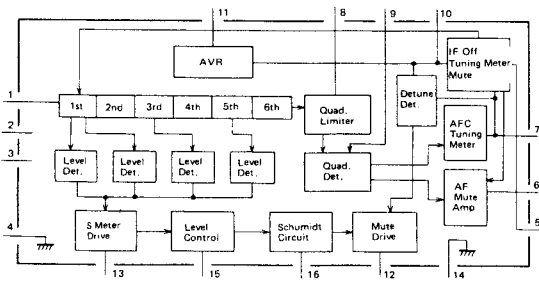 11
8
9
10
AVR
IF Off
Tuning Meter
Mute
Detune
Det.
1
1st
2nd
3rd
4th
5th
6th
Quad.
Limiter
5
2
3
AFC
Tuning
Meter
7
Level
Det.
Level
Det.
Level
Det.
Level
Det.
Quad.
Det.
AF
Mute
Amp
6
4
S Meter
Drive
Level
Control
Schumidt
Circuit
Mute
Drive
13
15
16
12
14